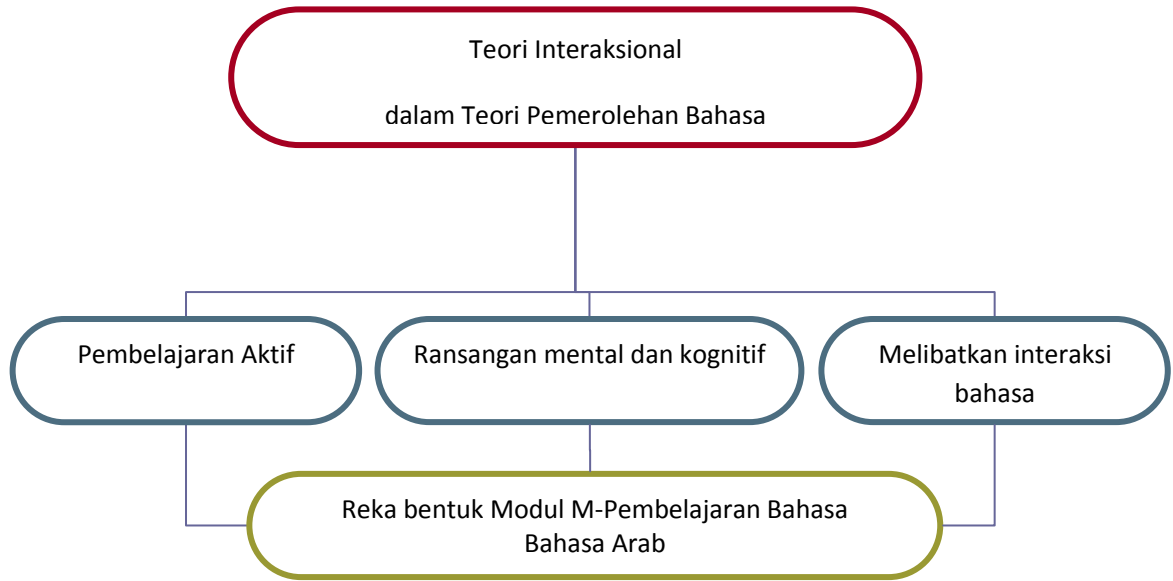 Teori Interaksional
dalam Teori Pemerolehan Bahasa
Pembelajaran Aktif
Ransangan mental dan kognitif
Melibatkan interaksi
bahasa
Reka bentuk Modul M-Pembelajaran Bahasa
Bahasa Arab